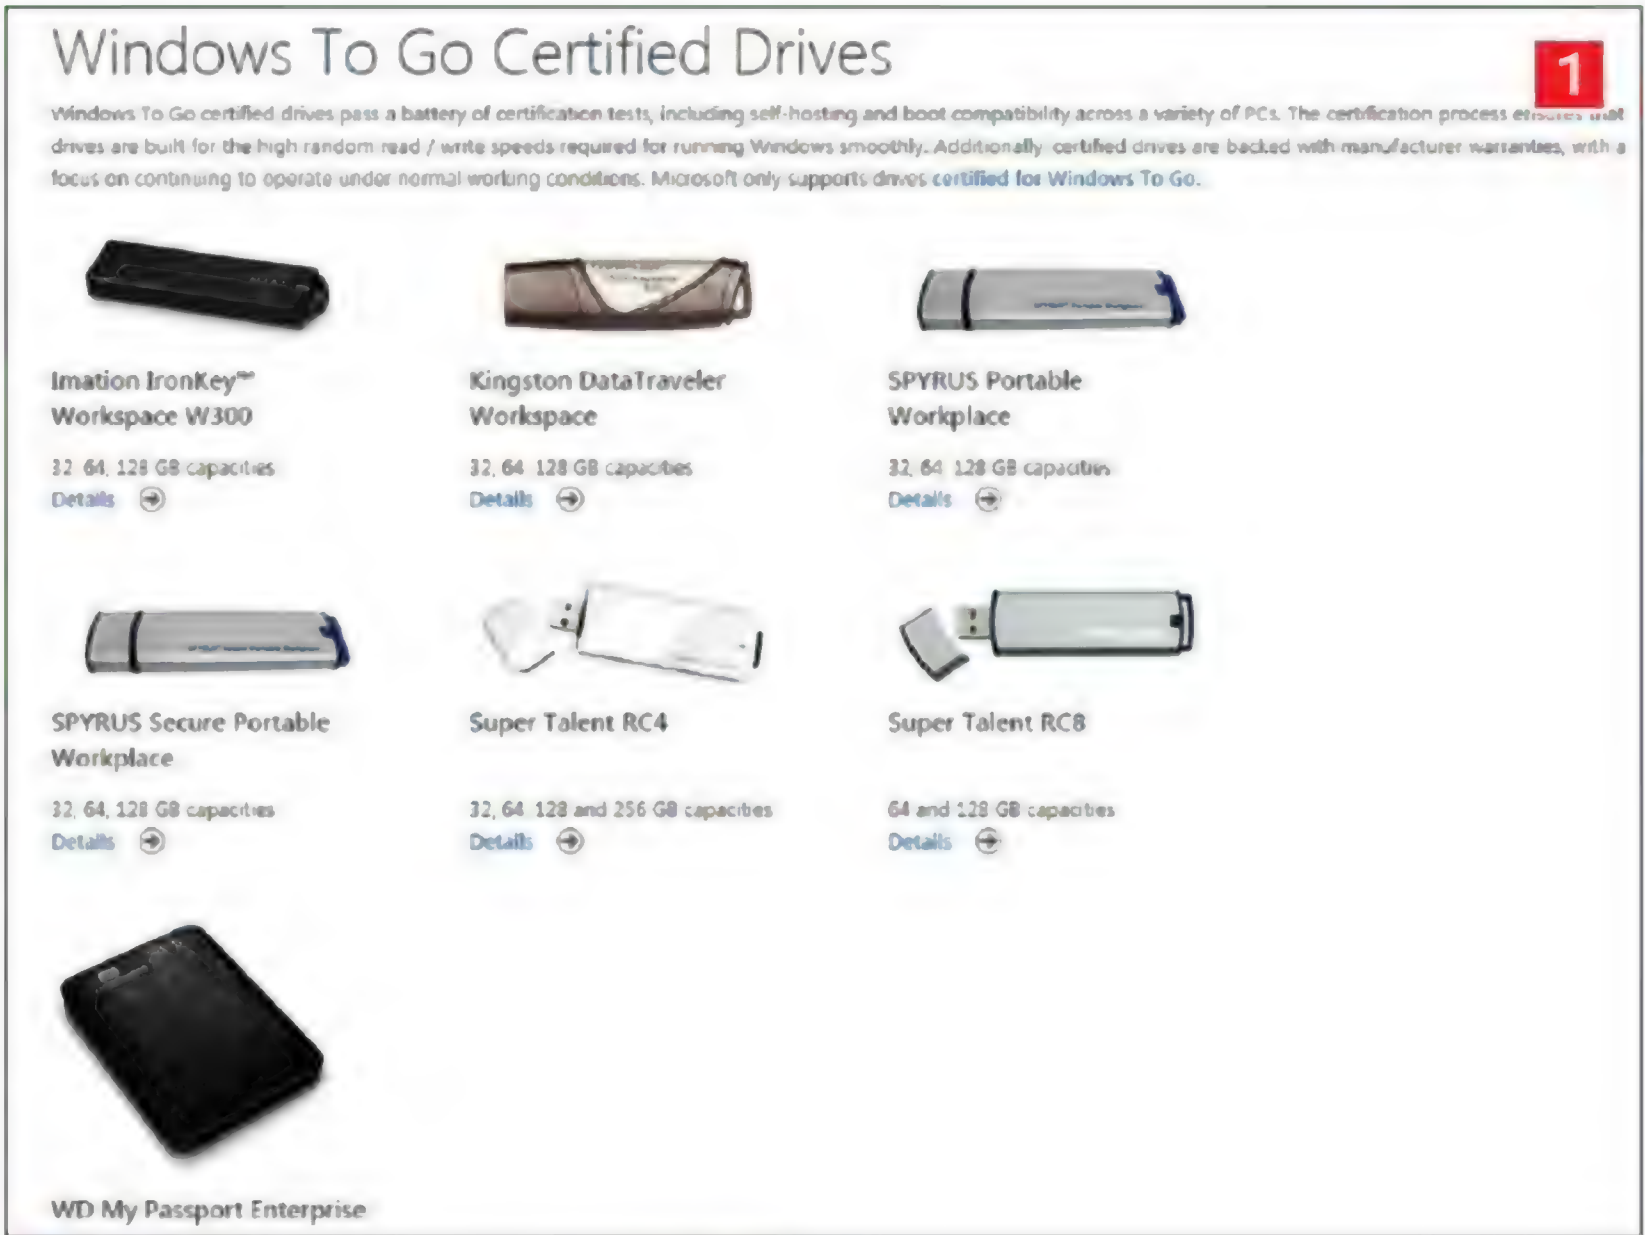 Windows To Go Certified Drives
1
Windows To Go certified drives pass a battery of certification tests, including self-hosting and boot compatibility across a variety of PCs. The certification process ensures that
drives are built for the high random read / write speeds required for running Windows smoothly. Additionally certified drives are backed with manufacturer warranties, with a
focus on continuing to operate under normal working conditions. Microsoft only supports drives certified for Windows To Go.
Imation IronKey™
Workspace W300
32 64, 128 GB capacities
Details
Kingston DataTraveler
Workspace
32, 64 128 GB capacities
Details
SPYRUS Portable
Workplace
32, 64 128 GB capacities
Details
SPYRUS Secure Portable
Workplace
32, 64, 128 GB capacities
Details
Super Talent RC4
32, 64 128 and 256 GB capacities
Details
Super Talent RC8
64 and 128 GB capacities
Details
WD My Passport Enterprise